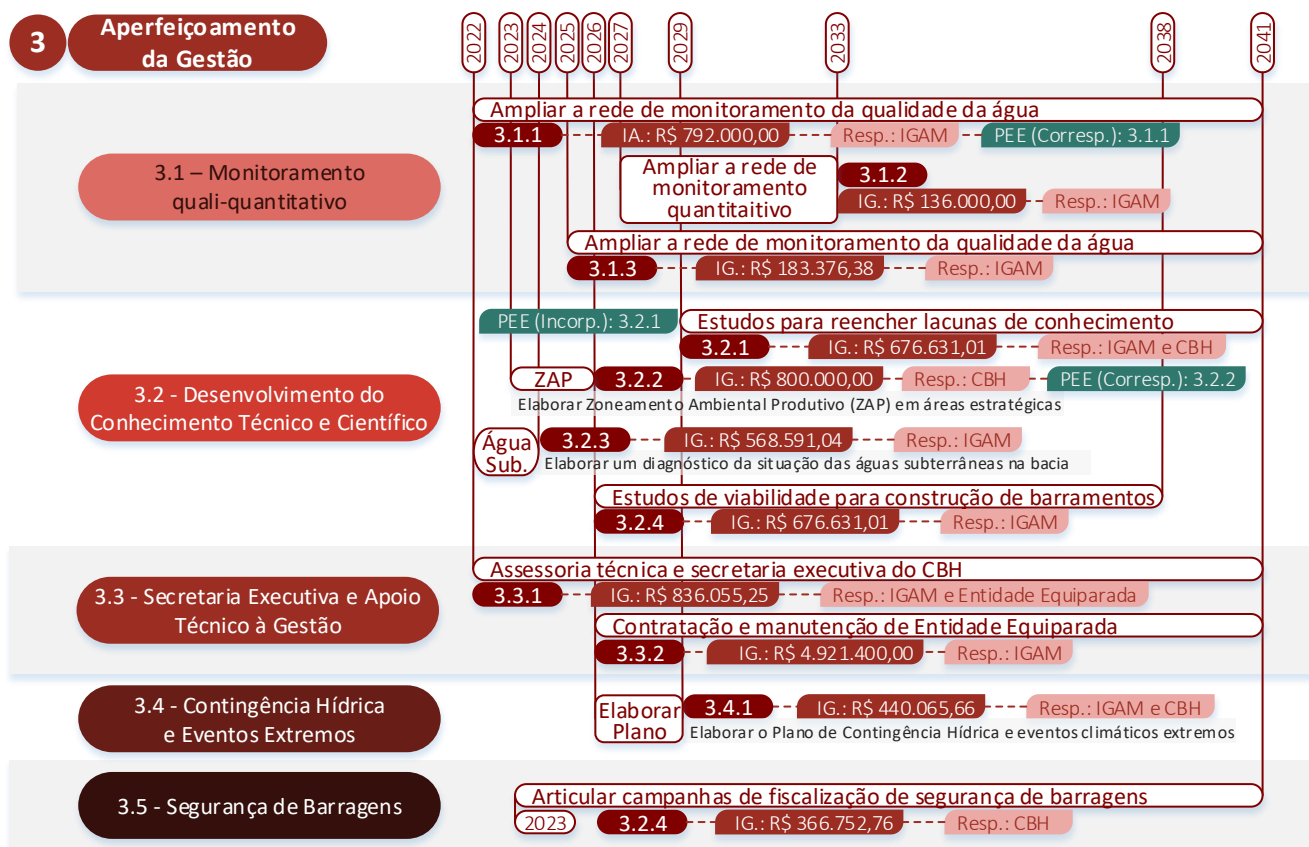 3
Aperfeiçoamento
da Gestão
2022
2023
2024
2025
2026
2027
2029
2033
2038
2041
3.1 – Monitoramento
quali-quantitativo
Ampliar a rede de monitoramento da qualidade da água
3.1.1 IA.: R$ 792.000,00 Resp.: IGAM PEE (Corresp.): 3.1.1
Ampliar a rede de
monitoramento
quantitaitivo
3.1.2
IG.: R$ 136.000,00 Resp.: IGAM
Ampliar a rede de monitoramento da qualidade da água
3.1.3 IG.: R$ 183.376,38 Resp.: IGAM
3.2 - Desenvolvimento do
Conhecimento Técnico e Científico
PEE (Incorp.): 3.2.1
Estudos para reencher lacunas de conhecimento
3.2.1 IG.: R$ 676.631,01 Resp.: IGAM e CBH
ZAP 3.2.2 IG.: R$ 800.000,00 Resp.: CBH PEE (Corresp.): 3.2.2
Elaborar Zoneamento Ambiental Produtivo (ZAP) em áreas estratégicas
Água
Sub.
3.2.3 IG.: R$ 568.591,04 Resp.: IGAM
Elaborar um diagnóstico da situação das águas subterrâneas na bacia
Estudos de viabilidade para construção de barramentos
3.2.4 IG.: R$ 676.631,01 Resp.: IGAM
3.3 - Secretaria Executiva e Apoio
Técnico à Gestão
Assessoria técnica e secretaria executiva do CBH
3.3.1 IG.: R$ 836.055,25 Resp.: IGAM e Entidade Equiparada
Contratação e manutenção de Entidade Equiparada
3.3.2 IG.: R$ 4.921.400,00 Resp.: IGAM
3.4 - Contingência Hídrica
e Eventos Extremos
Elaborar
Plano
3.4.1 IG.: R$ 440.065,66 Resp.: IGAM e CBH
Elaborar o Plano de Contingência Hídrica e eventos climáticos extremos
3.5 - Segurança de Barragens
Articular campanhas de fiscalização de segurança de barragens
2023 3.2.4 IG.: R$ 366.752,76 Resp.: CBH